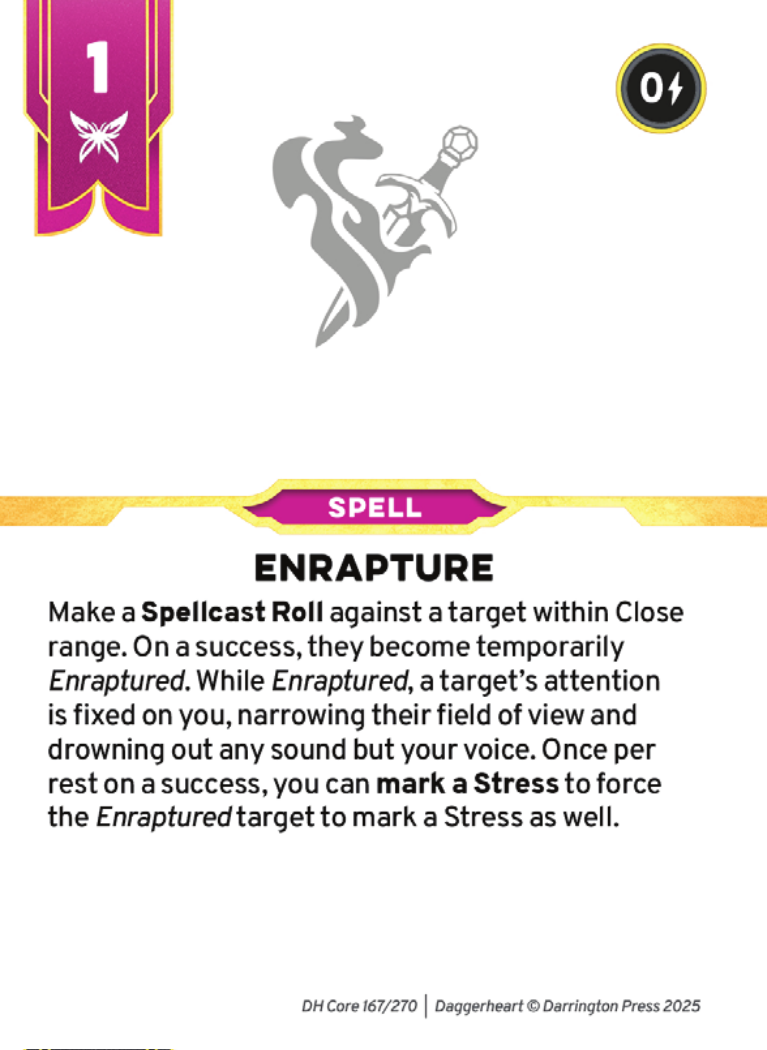 1
0
SPELL
ENRAPTURE
Make a Spellcast Roll against a target within Close
range. On a success, they become temporarily
Enraptured. While Enraptured, a target’s attention
is fixed on you, narrowing their field of view and
drowning out any sound but your voice. Once per
rest on a success, you can mark a Stress to force
the Enraptured target to mark a Stress as well.
DH Core 167/270 | Daggerheart © Darrington Press 2025